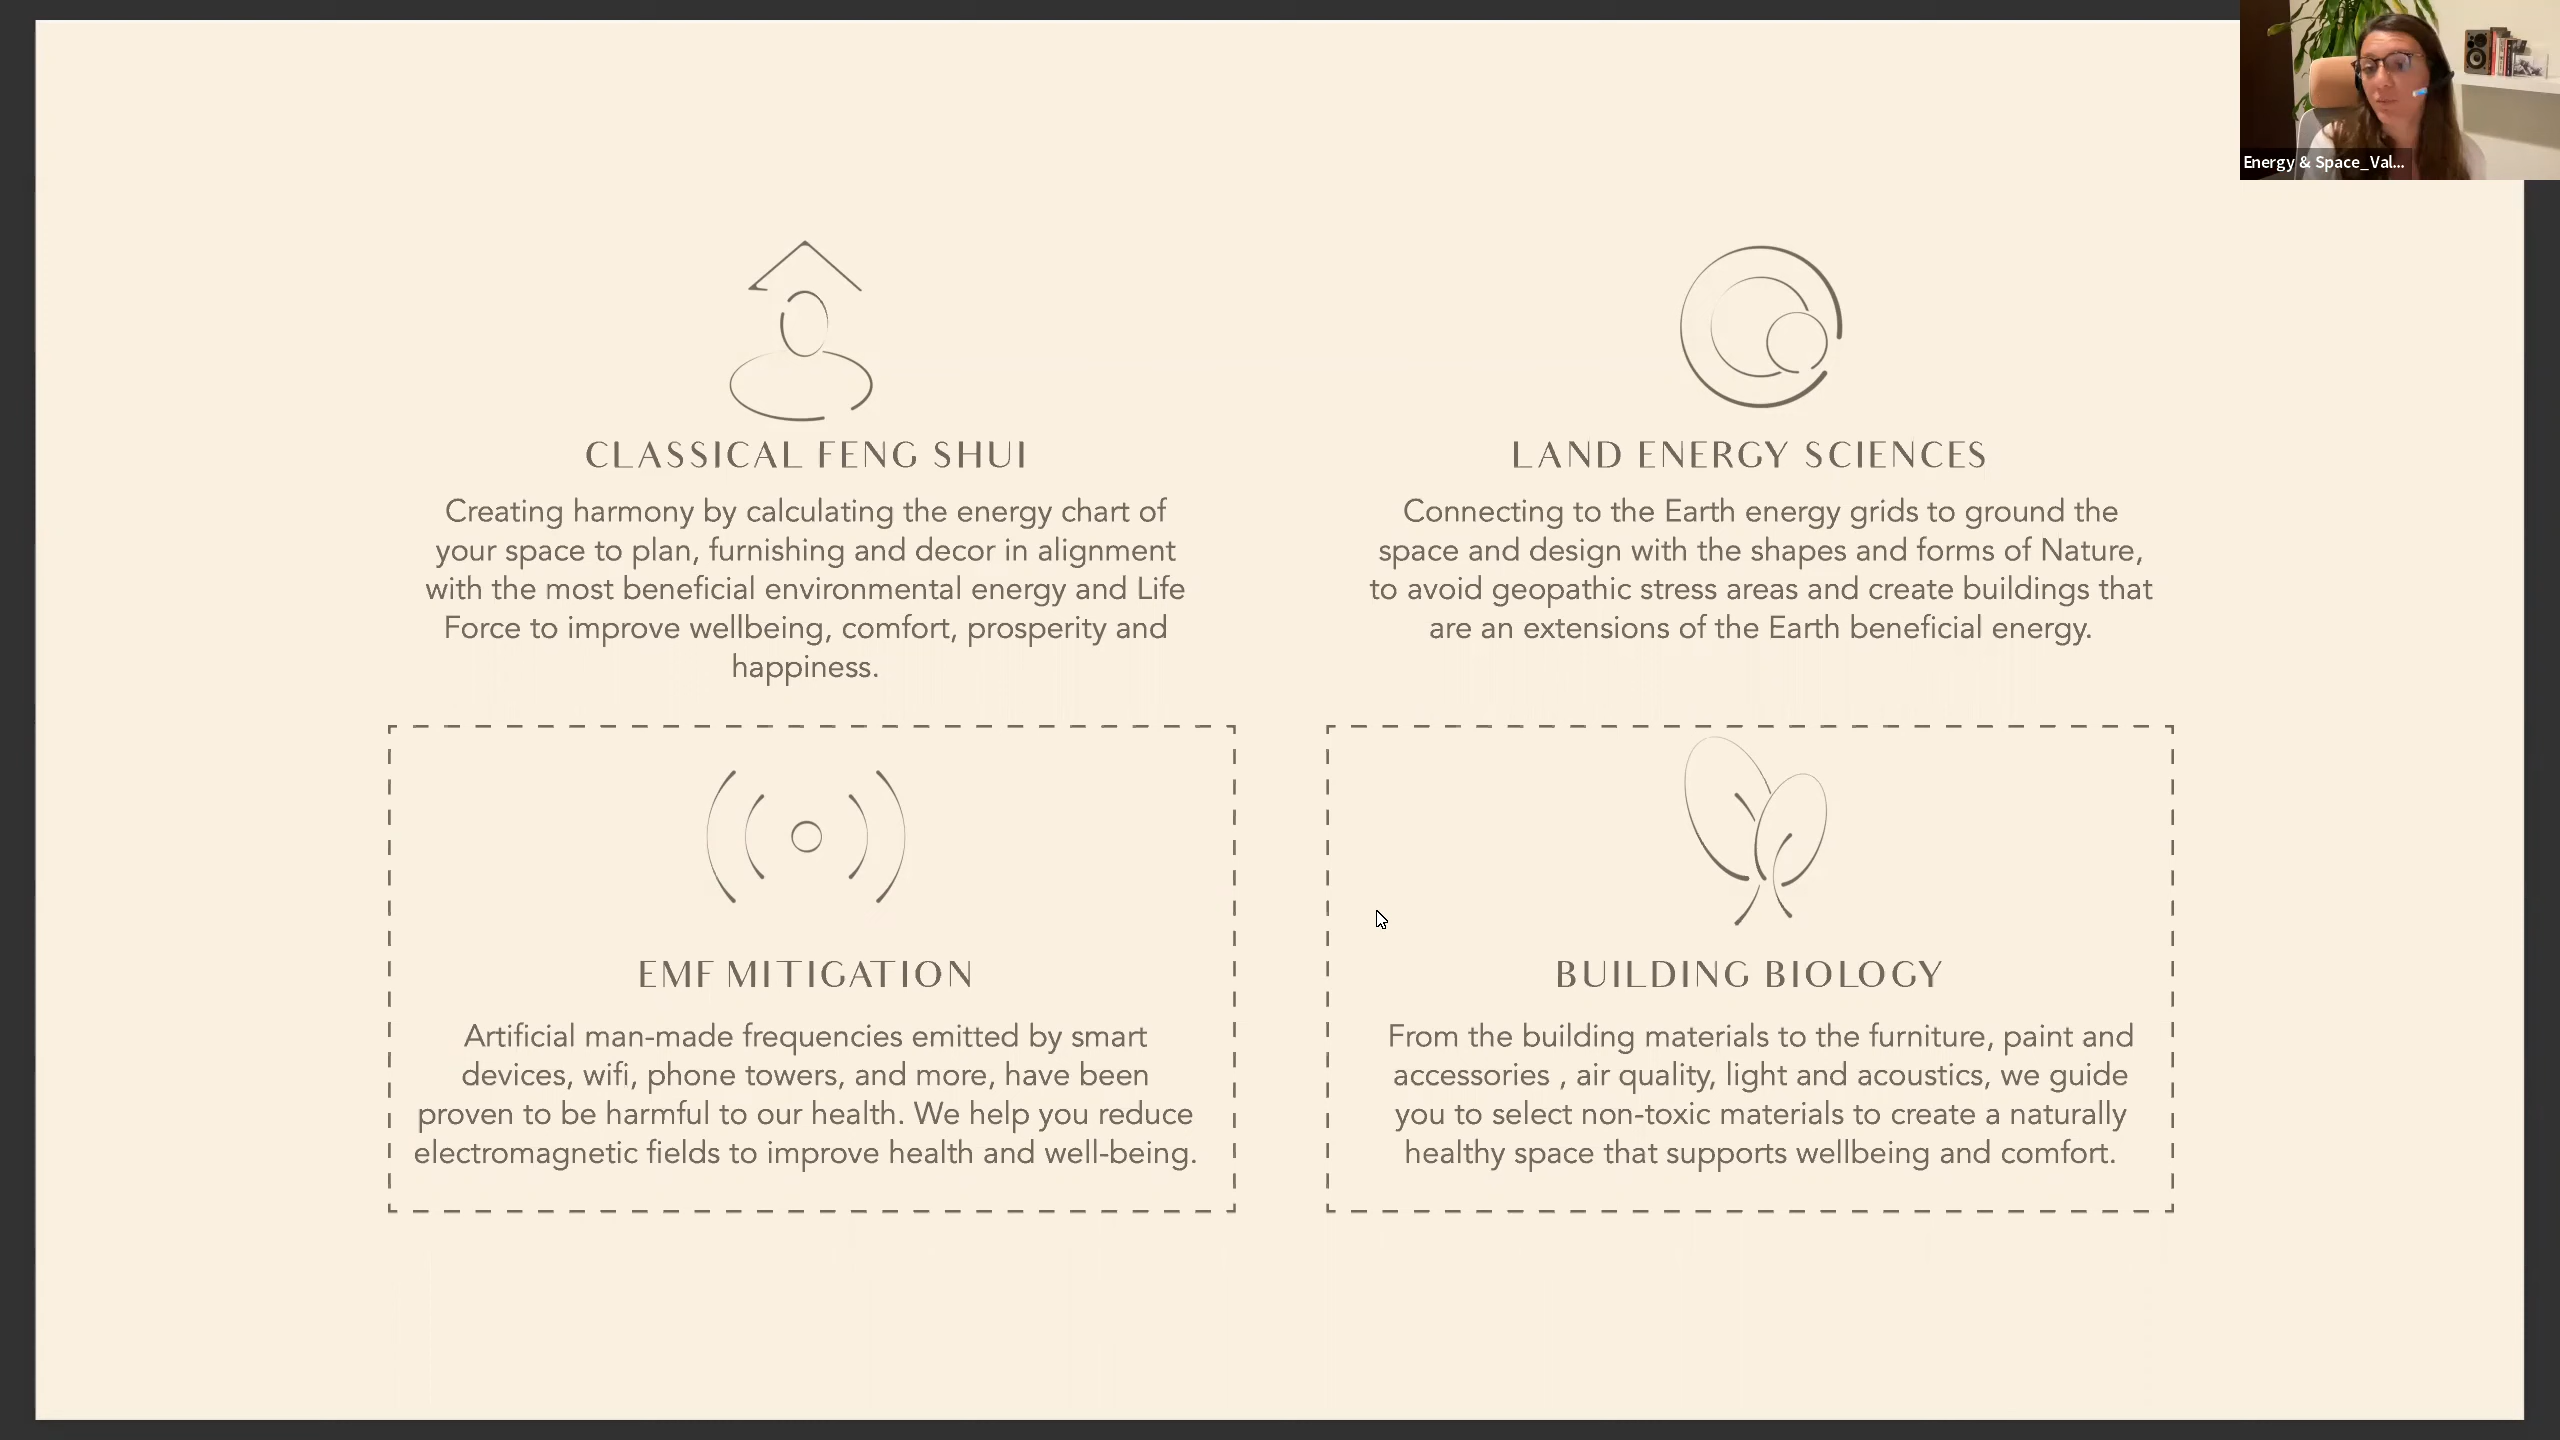 Energy & Space_Val...
CLASSICAL FENG SHUI
Creating harmony by calculating the energy chart of
your space to plan, furnishing and decor in alignment
with the most beneficial environmental energy and Life
Force to improve wellbeing, comfort, prosperity and
happiness.
LAND ENERGY SCIENCES
Connecting to the Earth energy grids to ground the
space and design with the shapes and forms of Nature,
to avoid geopathic stress areas and create buildings that
are an extensions of the Earth beneficial energy.
EMF MITIGATION
Artificial man-made frequencies emitted by smart
devices, wifi, phone towers, and more, have been
proven to be harmful to our health. We help you reduce
electromagnetic fields to improve health and well-being.
BUILDING BIOLOGY
From the building materials to the furniture, paint and
accessories , air quality, light and acoustics, we guide
you to select non-toxic materials to create a naturally
healthy space that supports wellbeing and comfort.